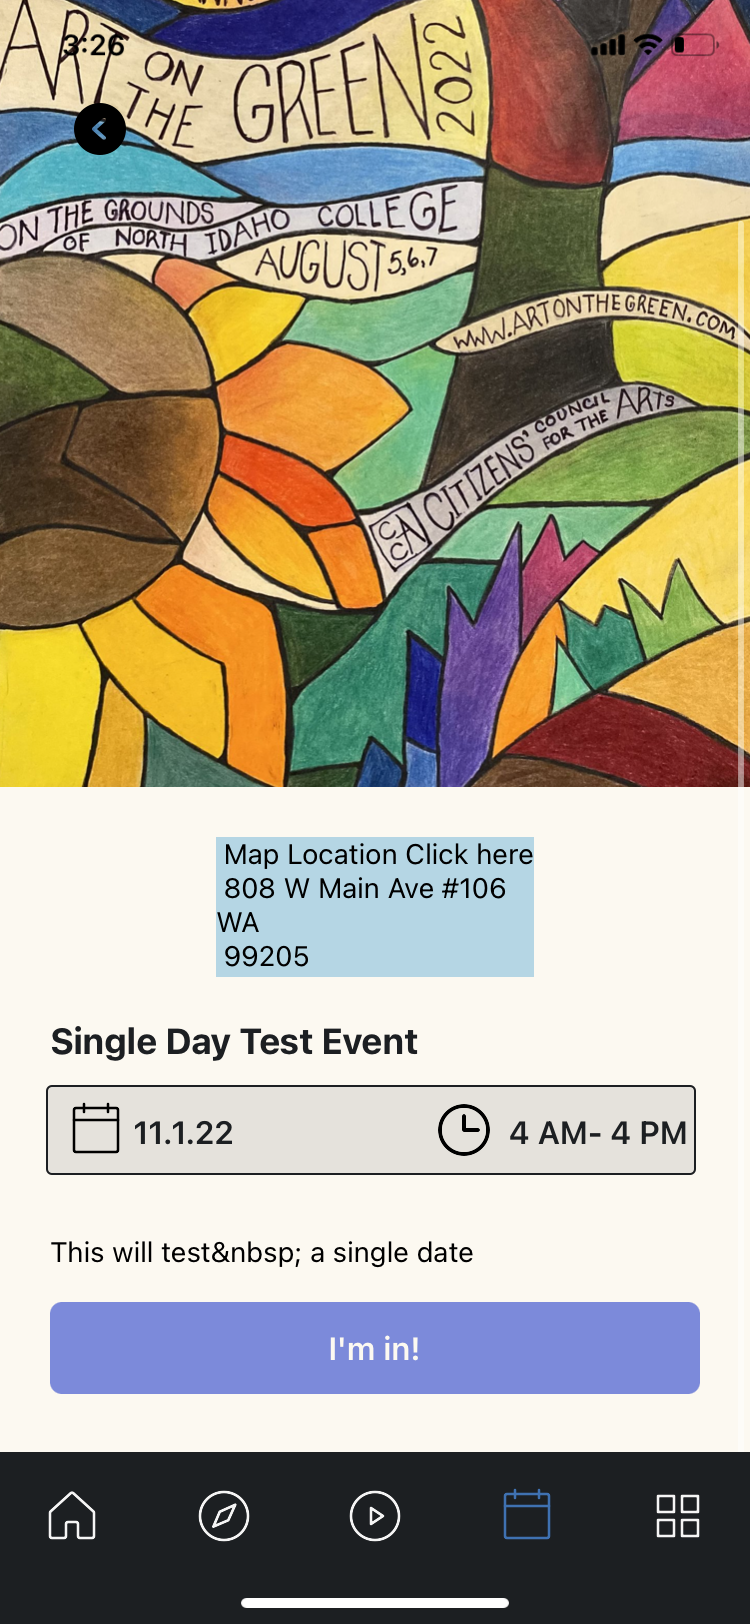 3:26
ART ON THE GREEN 2022
ON THE GROUNDS
OF NORTH IDAHO COLLEGE
AUGUST 5,6,7
WWW.ARTONTHEGREEN.COM
CCA CITIZENS' COUNCIL FOR THE ARTS
Map Location Click here
808 W Main Ave #106
WA
99205
Single Day Test Event
11.1.22
4 AM- 4 PM
This will test&nbsp; a single date
I'm in!